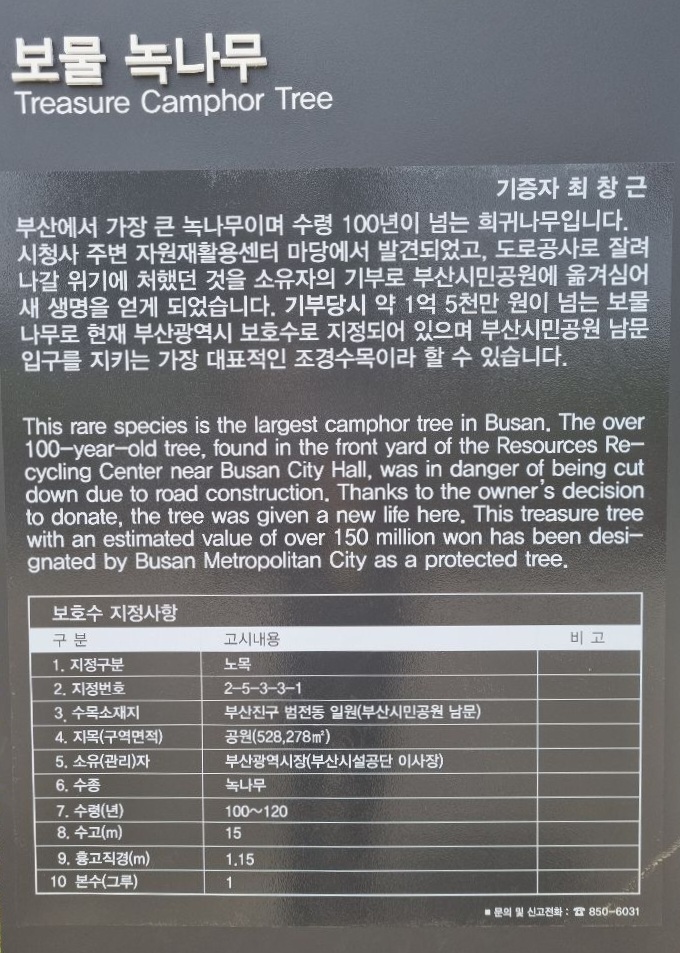 보물 녹나무
Treasure Camphor Tree
기증자 최 창 근
부산에서 가장 큰 녹나무이며 수령 100년이 넘는 희귀나무입니다.
시청사 주변 자원재활용센터 마당에서 발견되었고, 도로공사로 잘려
나갈 위기에 처했던 것을 소유자의 기부로 부산시민공원에 옮겨심어
새 생명을 얻게 되었습니다. 기부당시 약 1억 5천만 원이 넘는 보물
나무로 현재 부산광역시 보호수로 지정되어 있으며 부산시민공원 남문
입구를 지키는 가장 대표적인 조경수목이라 할 수 있습니다.
This rare species is the largest camphor tree in Busan. The over
100-year-old tree, found in the front yard of the Resources Re-
cycling Center near Busan City Hall, was in danger of being cut
down due to road construction. Thanks to the owner's decision
to donate, the tree was given a new life here. This treasure tree
with an estimated value of over 150 million won has been desi-
gnated by Busan Metropolitan City as a protected tree.
보호수 지정사항
구 분 고시내용 비 고
1. 지정구분 노목
2. 지정번호 2-5-3-3-1
3. 수목소재지 부산진구 범전동 일원(부산시민공원 남문)
4. 지목(구역면적) 공원(528,278㎡)
5. 소유(관리)자 부산광역시장(부산시설공단 이사장)
6. 수종 녹나무
7. 수령(년) 100~120
8. 수고(m) 15
9. 흉고직경(m) 1.15
10 본수(그루) 1
▪ 문의 및 신고전화 : ☎ 850-6031